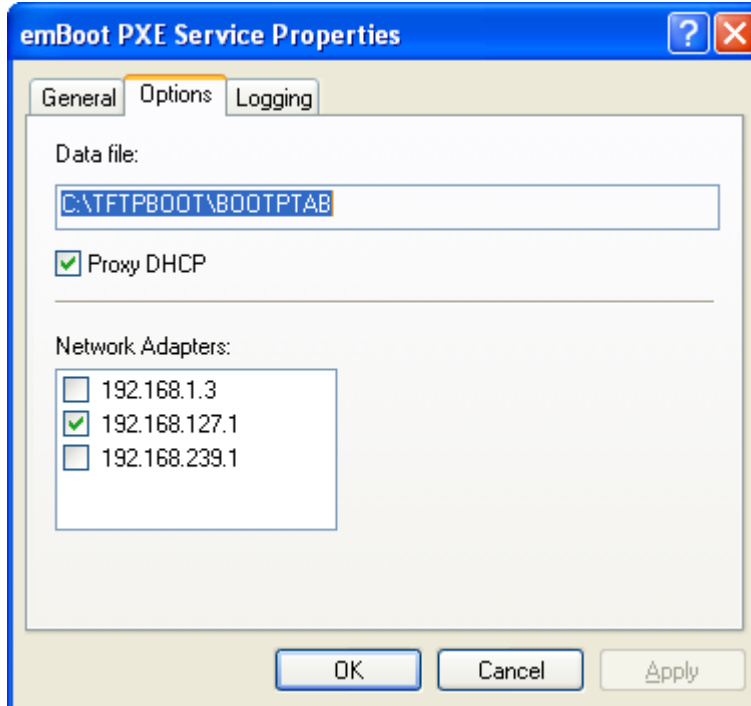 emBoot PXE Service Properties
General Options Logging
Data file:
C:\TFTPBOOT\BOOTPTAB
Proxy DHCP
Network Adapters:
192.168.1.3
192.168.127.1
192.168.239.1
OK Cancel Apply